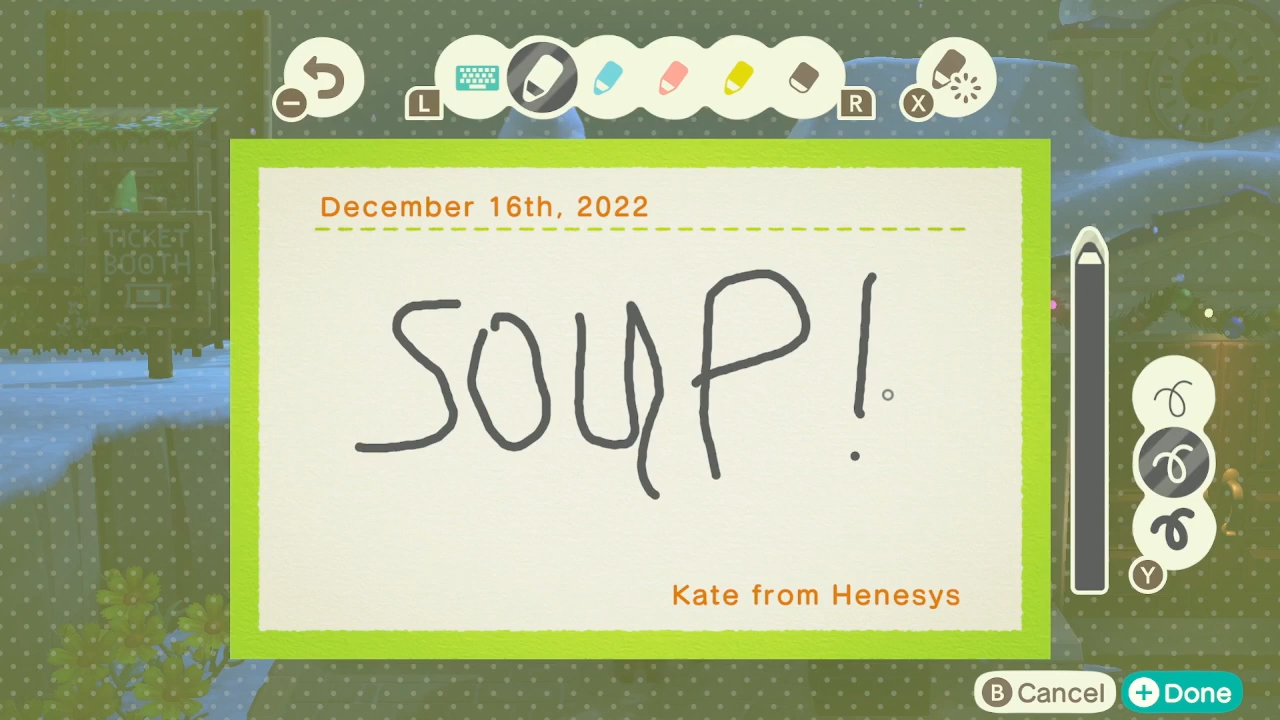 L R X
TICKET
BOOTH
December 16th, 2022
SOUP!
Kate from Henesys
Y
B Cancel + Done